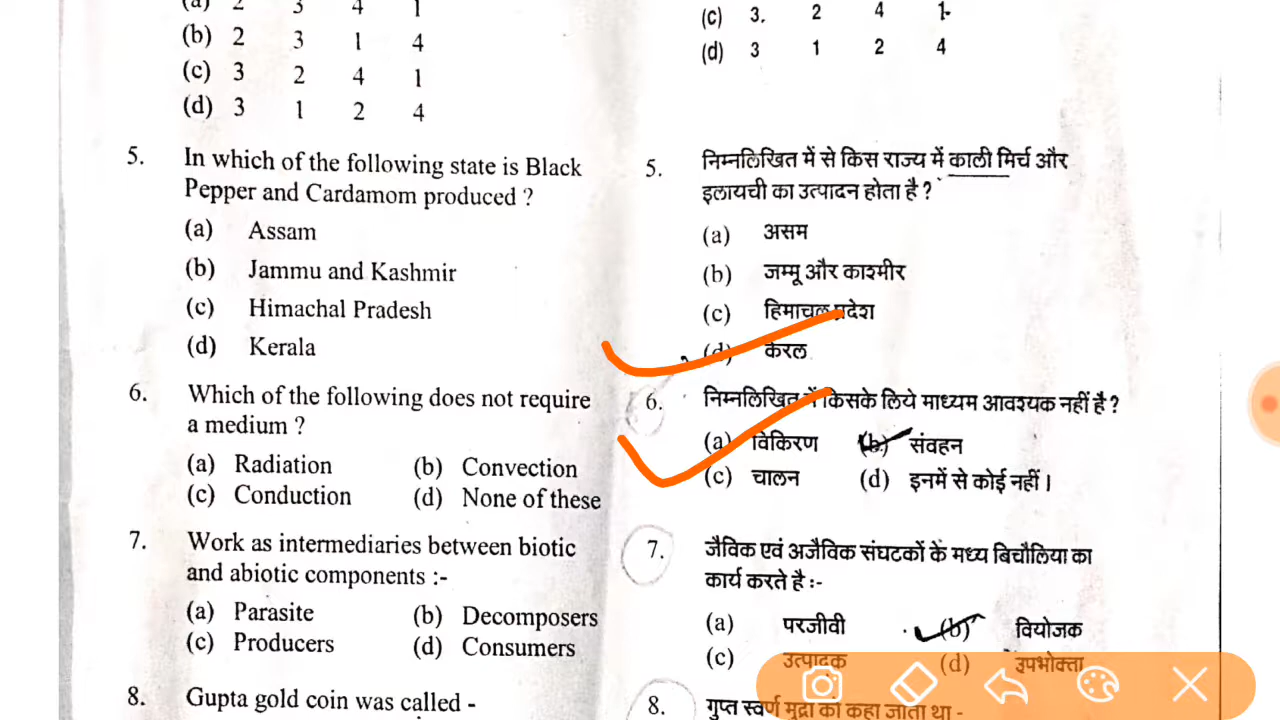 (a) 2 3 4 1
(b) 2 3 1 4
(c) 3 2 4 1
(d) 3 1 2 4
5. In which of the following state is Black
Pepper and Cardamom produced ?
(a) Assam
(b) Jammu and Kashmir
(c) Himachal Pradesh
(d) Kerala
6. Which of the following does not require
a medium ?
(a) Radiation (b) Convection
(c) Conduction (d) None of these
7. Work as intermediaries between biotic
and abiotic components :-
(a) Parasite (b) Decomposers
(c) Producers (d) Consumers
8. Gupta gold coin was called -
(c) 3. 2 4 1
(d) 3 1 2 4
5. निम्नलिखित में से किस राज्य में काली मिर्च और
इलायची का उत्पादन होता है ?
(a) असम
(b) जम्मू और काश्मीर
(c) हिमाचल प्रदेश
(d) केरल
6. निम्नलिखित में किसके लिये माध्यम आवश्यक नहीं है ?
(a) विकिरण (b) संवहन
(c) चालन (d) इनमें से कोई नहीं ।
7. जैविक एवं अजैविक संघटकों के मध्य बिचौलिया का
कार्य करते है :-
(a) परजीवी (b) वियोजक
(c) उत्पादक (d) उपभोक्ता
8. गुप्त स्वर्ण मुद्रा को कहा जाता था -